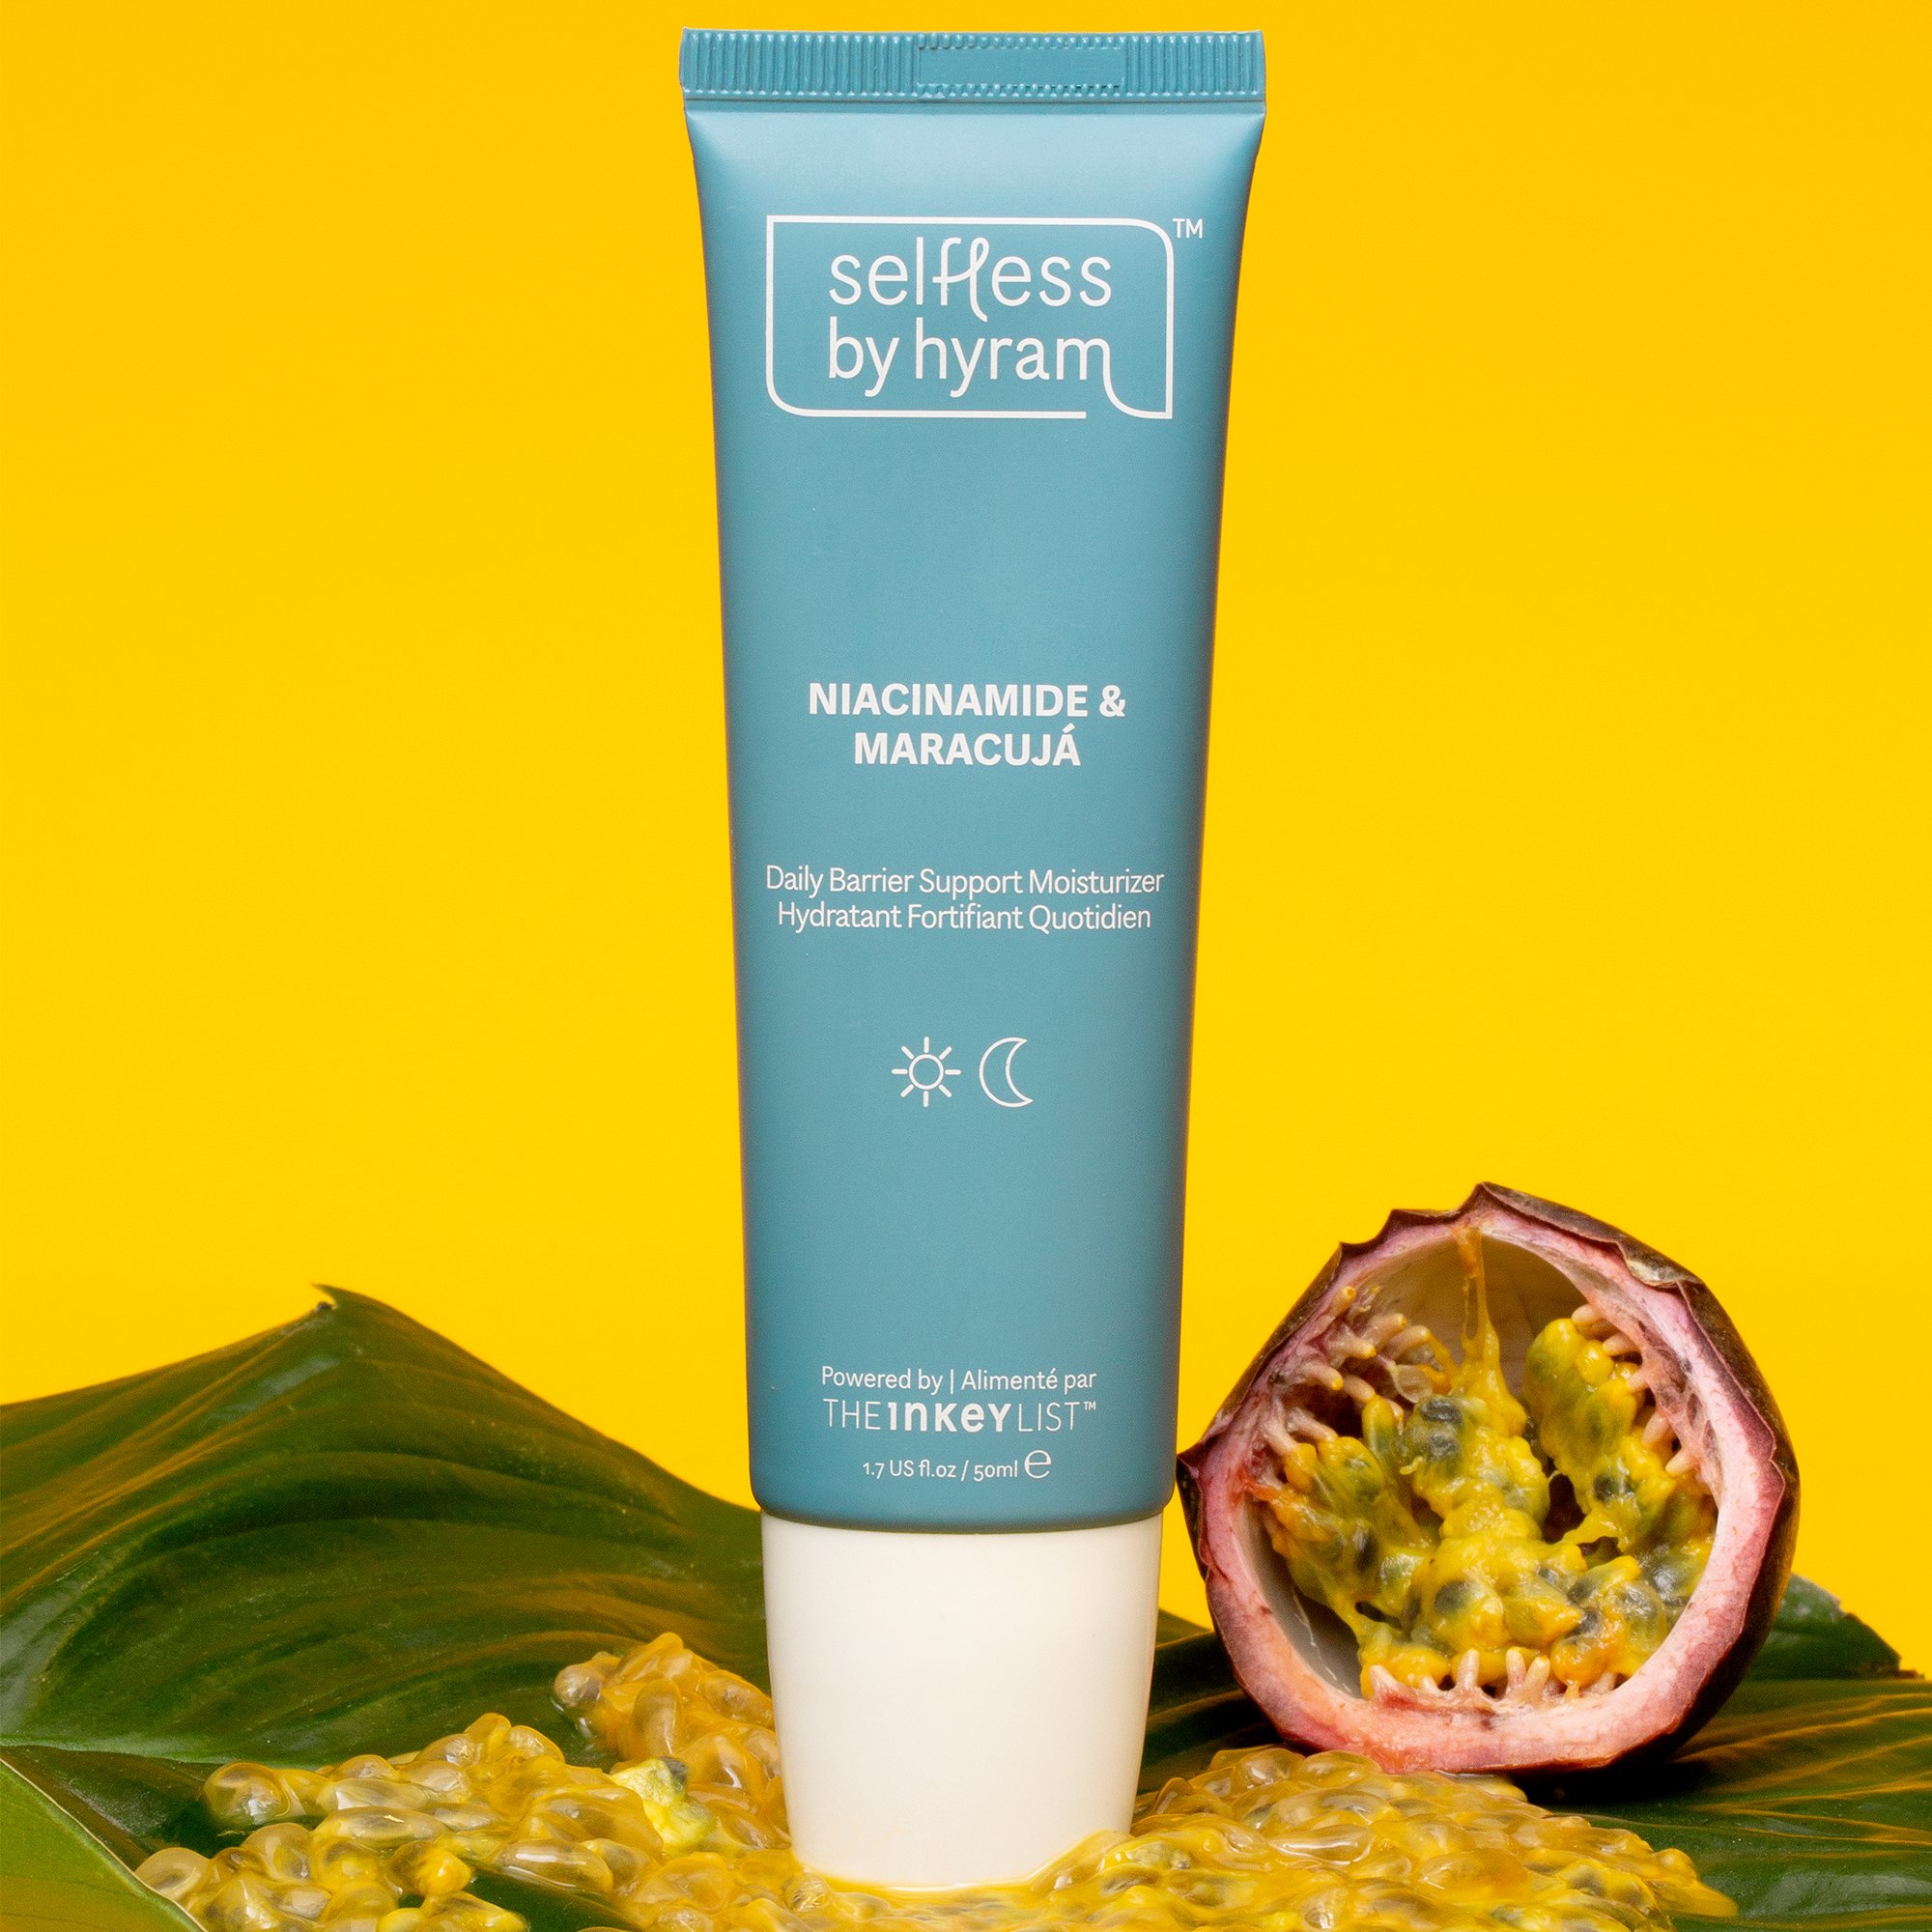 selfless
by hyram
TM
NIACINAMIDE &
MARACUJÁ
Daily Barrier Support Moisturizer
Hydratant Fortifiant Quotidien
Powered by | Alimenté par
THE INKEY LIST™
1.7 US fl.oz / 50ml ℮